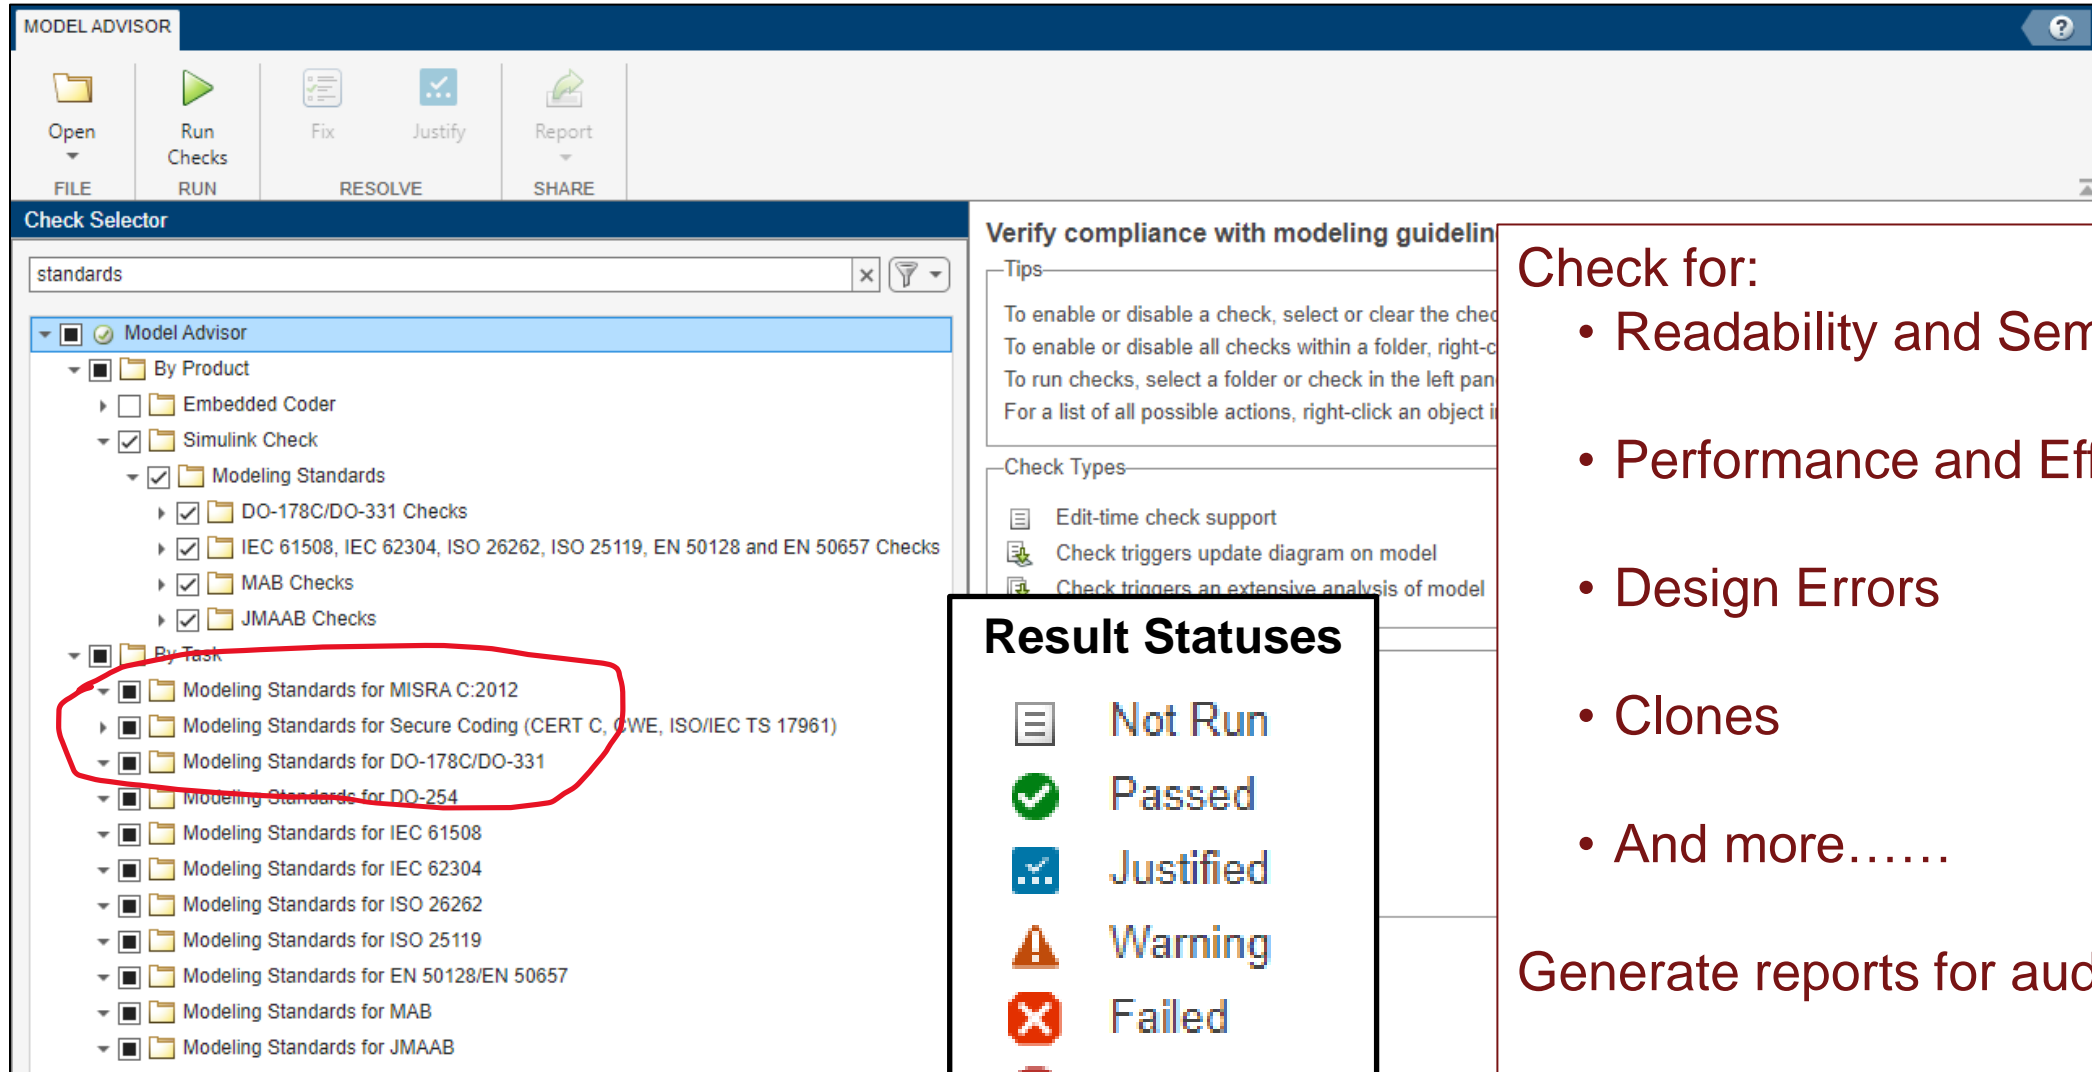 MODEL ADVISOR
?
Open
Run
Checks
Fix
Justify
Report
FILE
RUN
RESOLVE
SHARE
Check Selector
standards
Model Advisor
By Product
Embedded Coder
Simulink Check
Modeling Standards
DO-178C/DO-331 Checks
IEC 61508, IEC 62304, ISO 26262, ISO 25119, EN 50128 and EN 50657 Checks
MAB Checks
JMAAB Checks
By Task
Modeling Standards for MISRA C:2012
Modeling Standards for Secure Coding (CERT C, CWE, ISO/IEC TS 17961)
Modeling Standards for DO-178C/DO-331
Modeling Standards for DO-254
Modeling Standards for IEC 61508
Modeling Standards for IEC 62304
Modeling Standards for ISO 26262
Modeling Standards for ISO 25119
Modeling Standards for EN 50128/EN 50657
Modeling Standards for MAB
Modeling Standards for JMAAB
Verify compliance with modeling guidelin
Tips
To enable or disable a check, select or clear the chec
To enable or disable all checks within a folder, right-c
To run checks, select a folder or check in the left pan
For a list of all possible actions, right-click an object i
Check Types
Edit-time check support
Check triggers update diagram on model
Check triggers an extensive analysis of model
Result Statuses
Not Run
Passed
Justified
Warning
Failed
Check for:
• Readability and Sem
• Performance and Eff
• Design Errors
• Clones
• And more……
Generate reports for aud